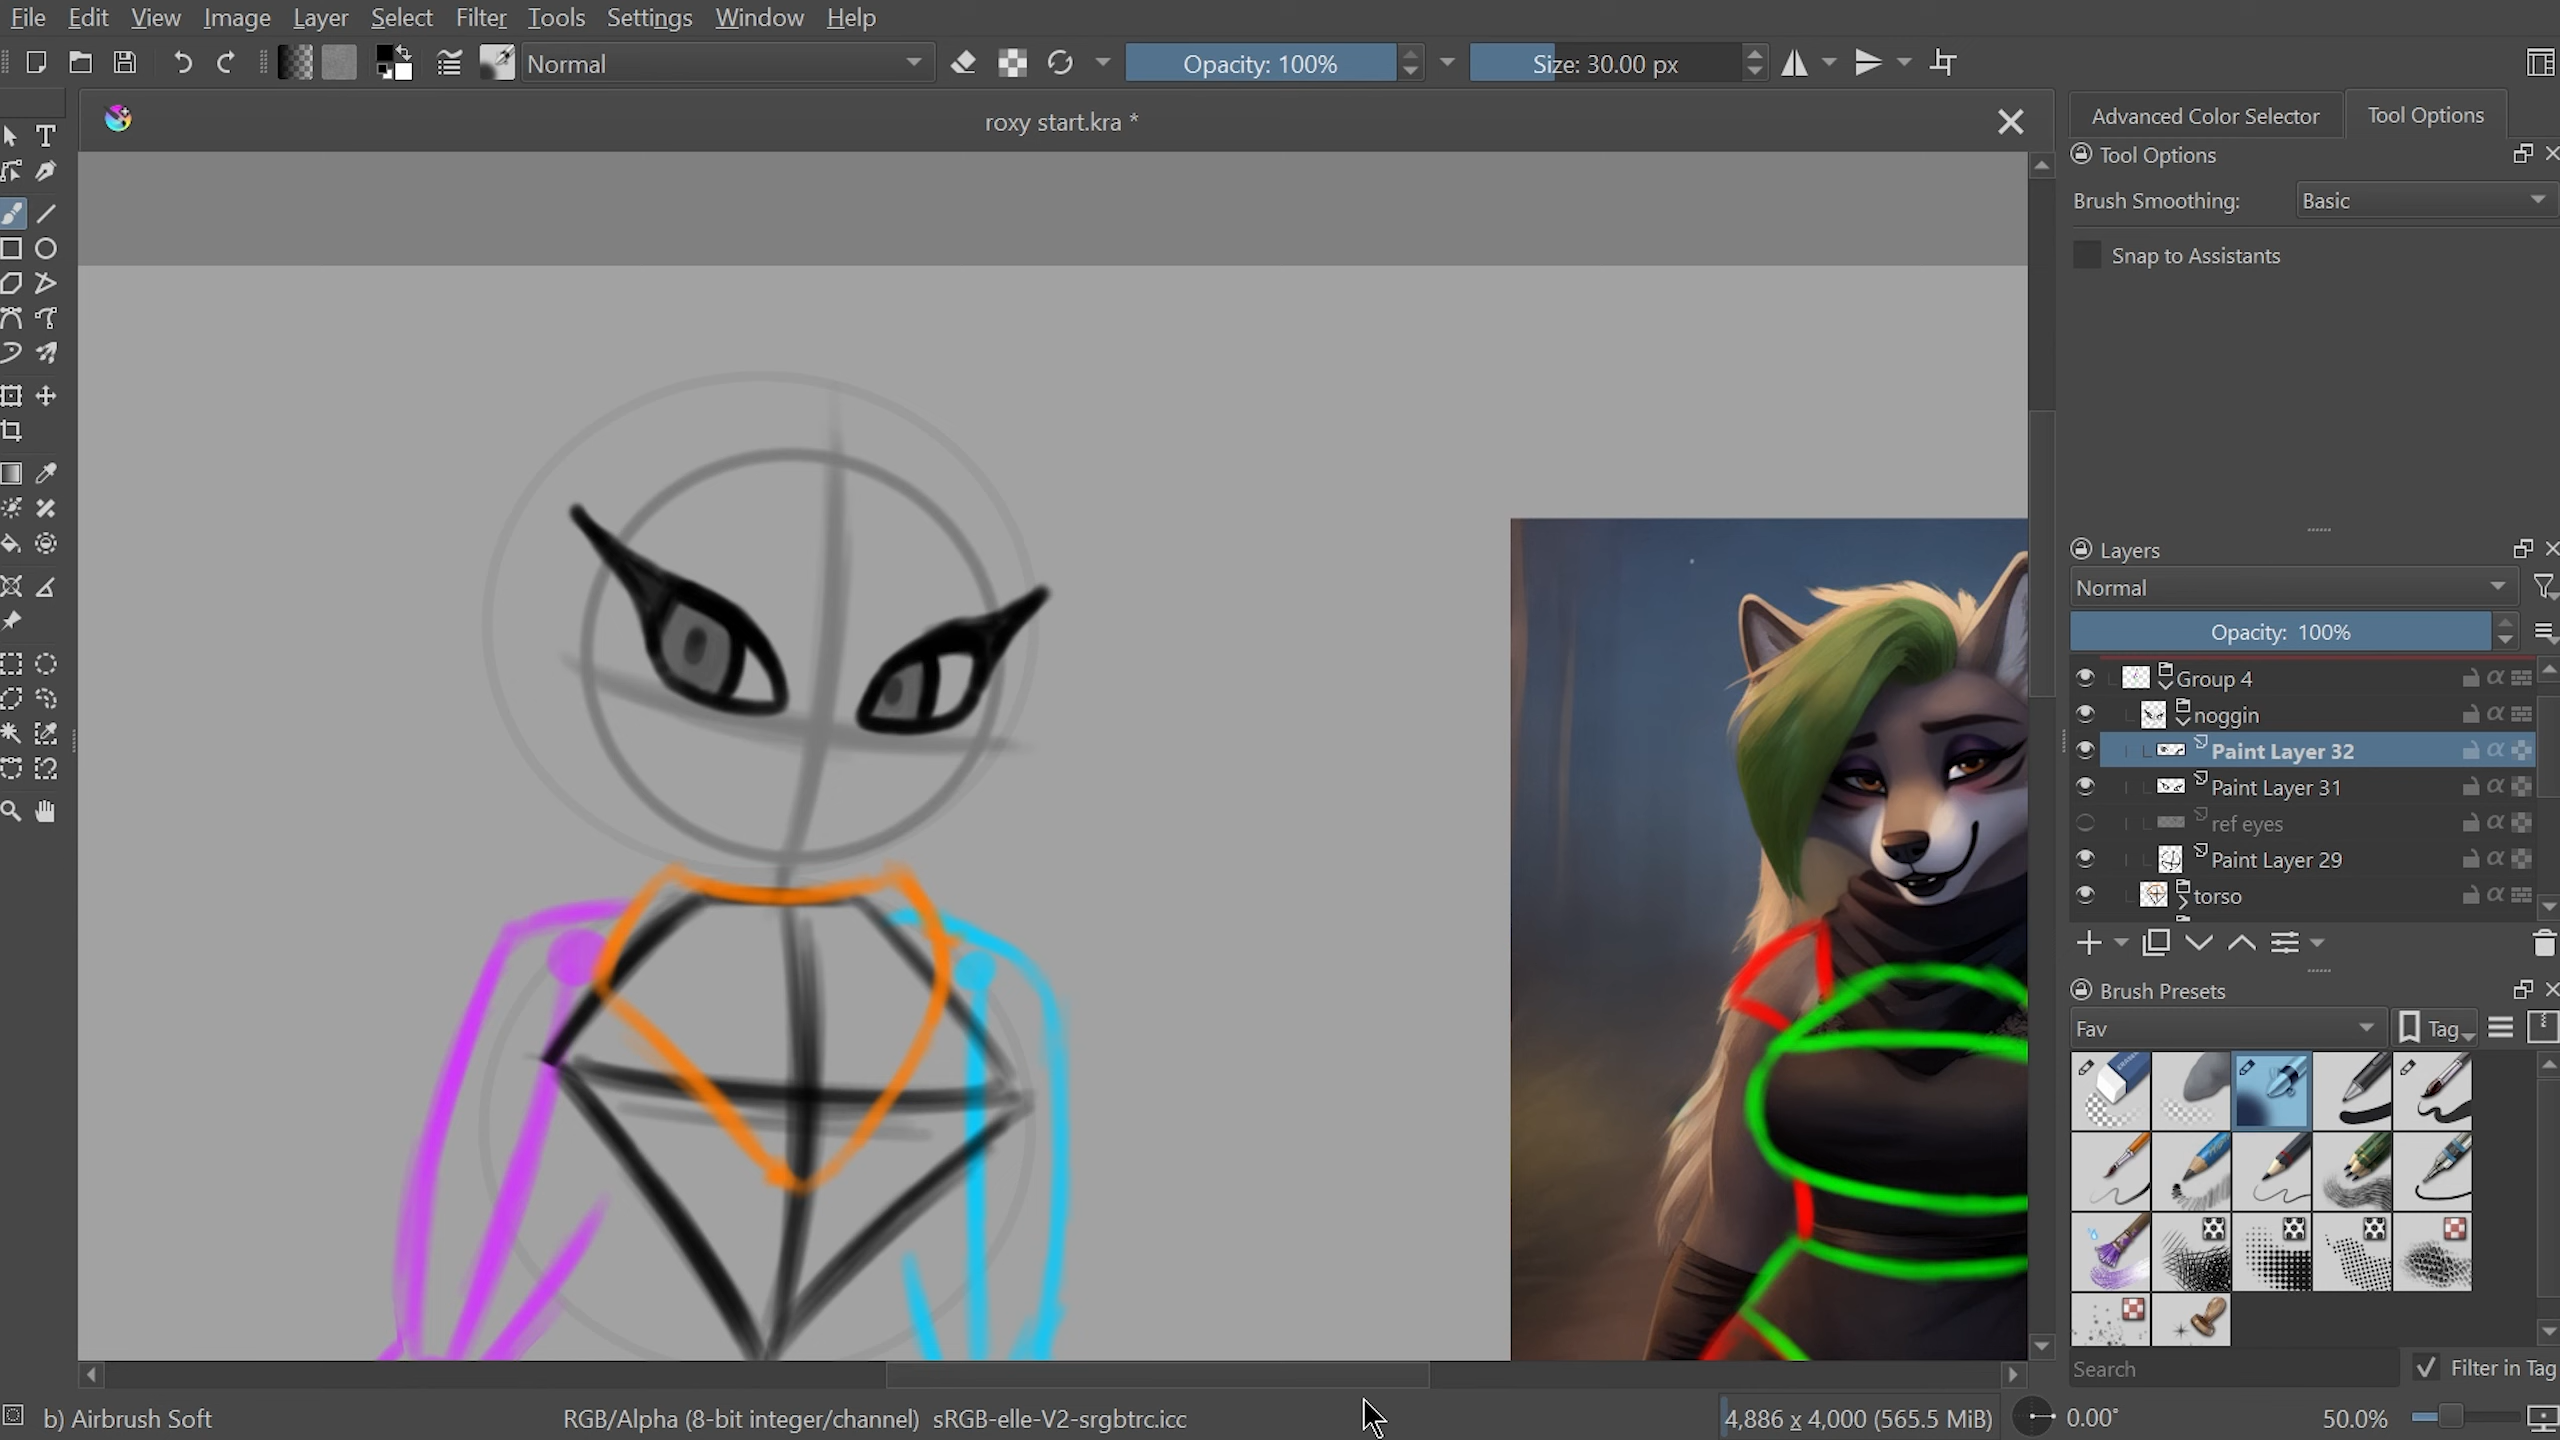 File Edit View Image Layer Select Filter Tools Settings Window Help
Normal Opacity: 100% Size: 30.00 px
roxy start.kra *
Advanced Color Selector Tool Options
Tool Options
Brush Smoothing: Basic
Snap to Assistants
Layers
Normal
Opacity: 100%
Group 4
noggin
Paint Layer 32
Paint Layer 31
ref eyes
Paint Layer 29
torso
Brush Presets
Fav Tag
Search Filter in Tag
b) Airbrush Soft RGB/Alpha (8-bit integer/channel) sRGB-elle-V2-srgbtrc.icc 4,886 x 4,000 (565.5 MiB) 0.00° 50.0%